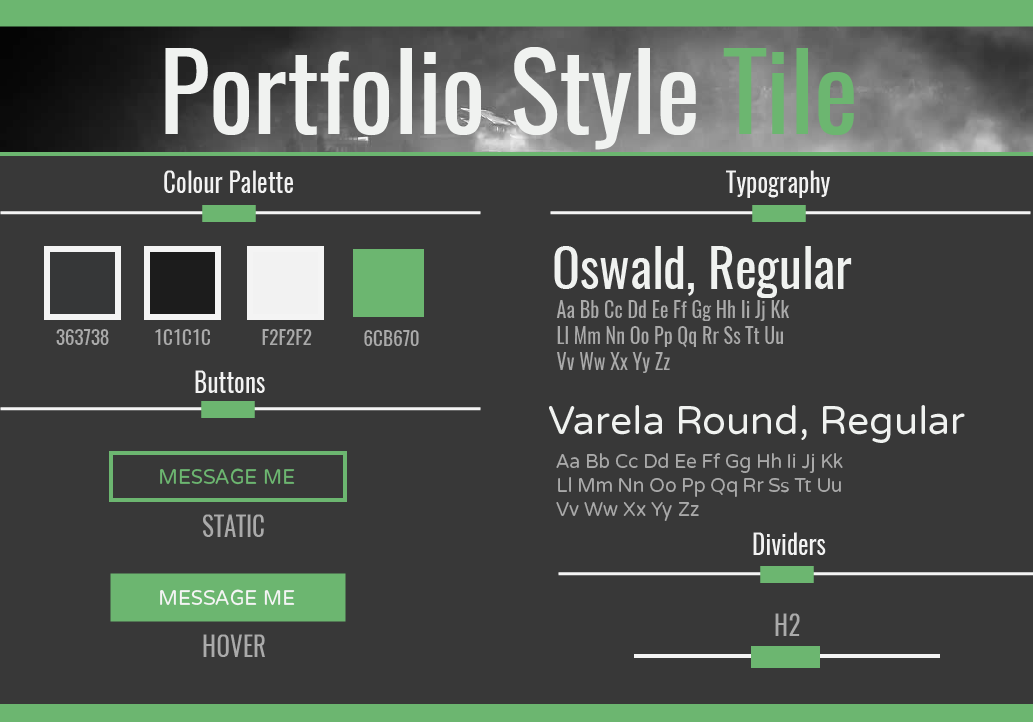 Portfolio Style Tile
Colour Palette
363738
1C1C1C
F2F2F2
6CB670
Buttons
MESSAGE ME
STATIC
MESSAGE ME
HOVER
Typography
Oswald, Regular
Aa Bb Cc Dd Ee Ff Gg Hh Ii Jj Kk
Ll Mm Nn Oo Pp Qq Rr Ss Tt Uu
Vv Ww Xx Yy Zz
Varela Round, Regular
Aa Bb Cc Dd Ee Ff Gg Hh Ii Jj Kk
Ll Mm Nn Oo Pp Qq Rr Ss Tt Uu
Vv Ww Xx Yy Zz
Dividers
H2